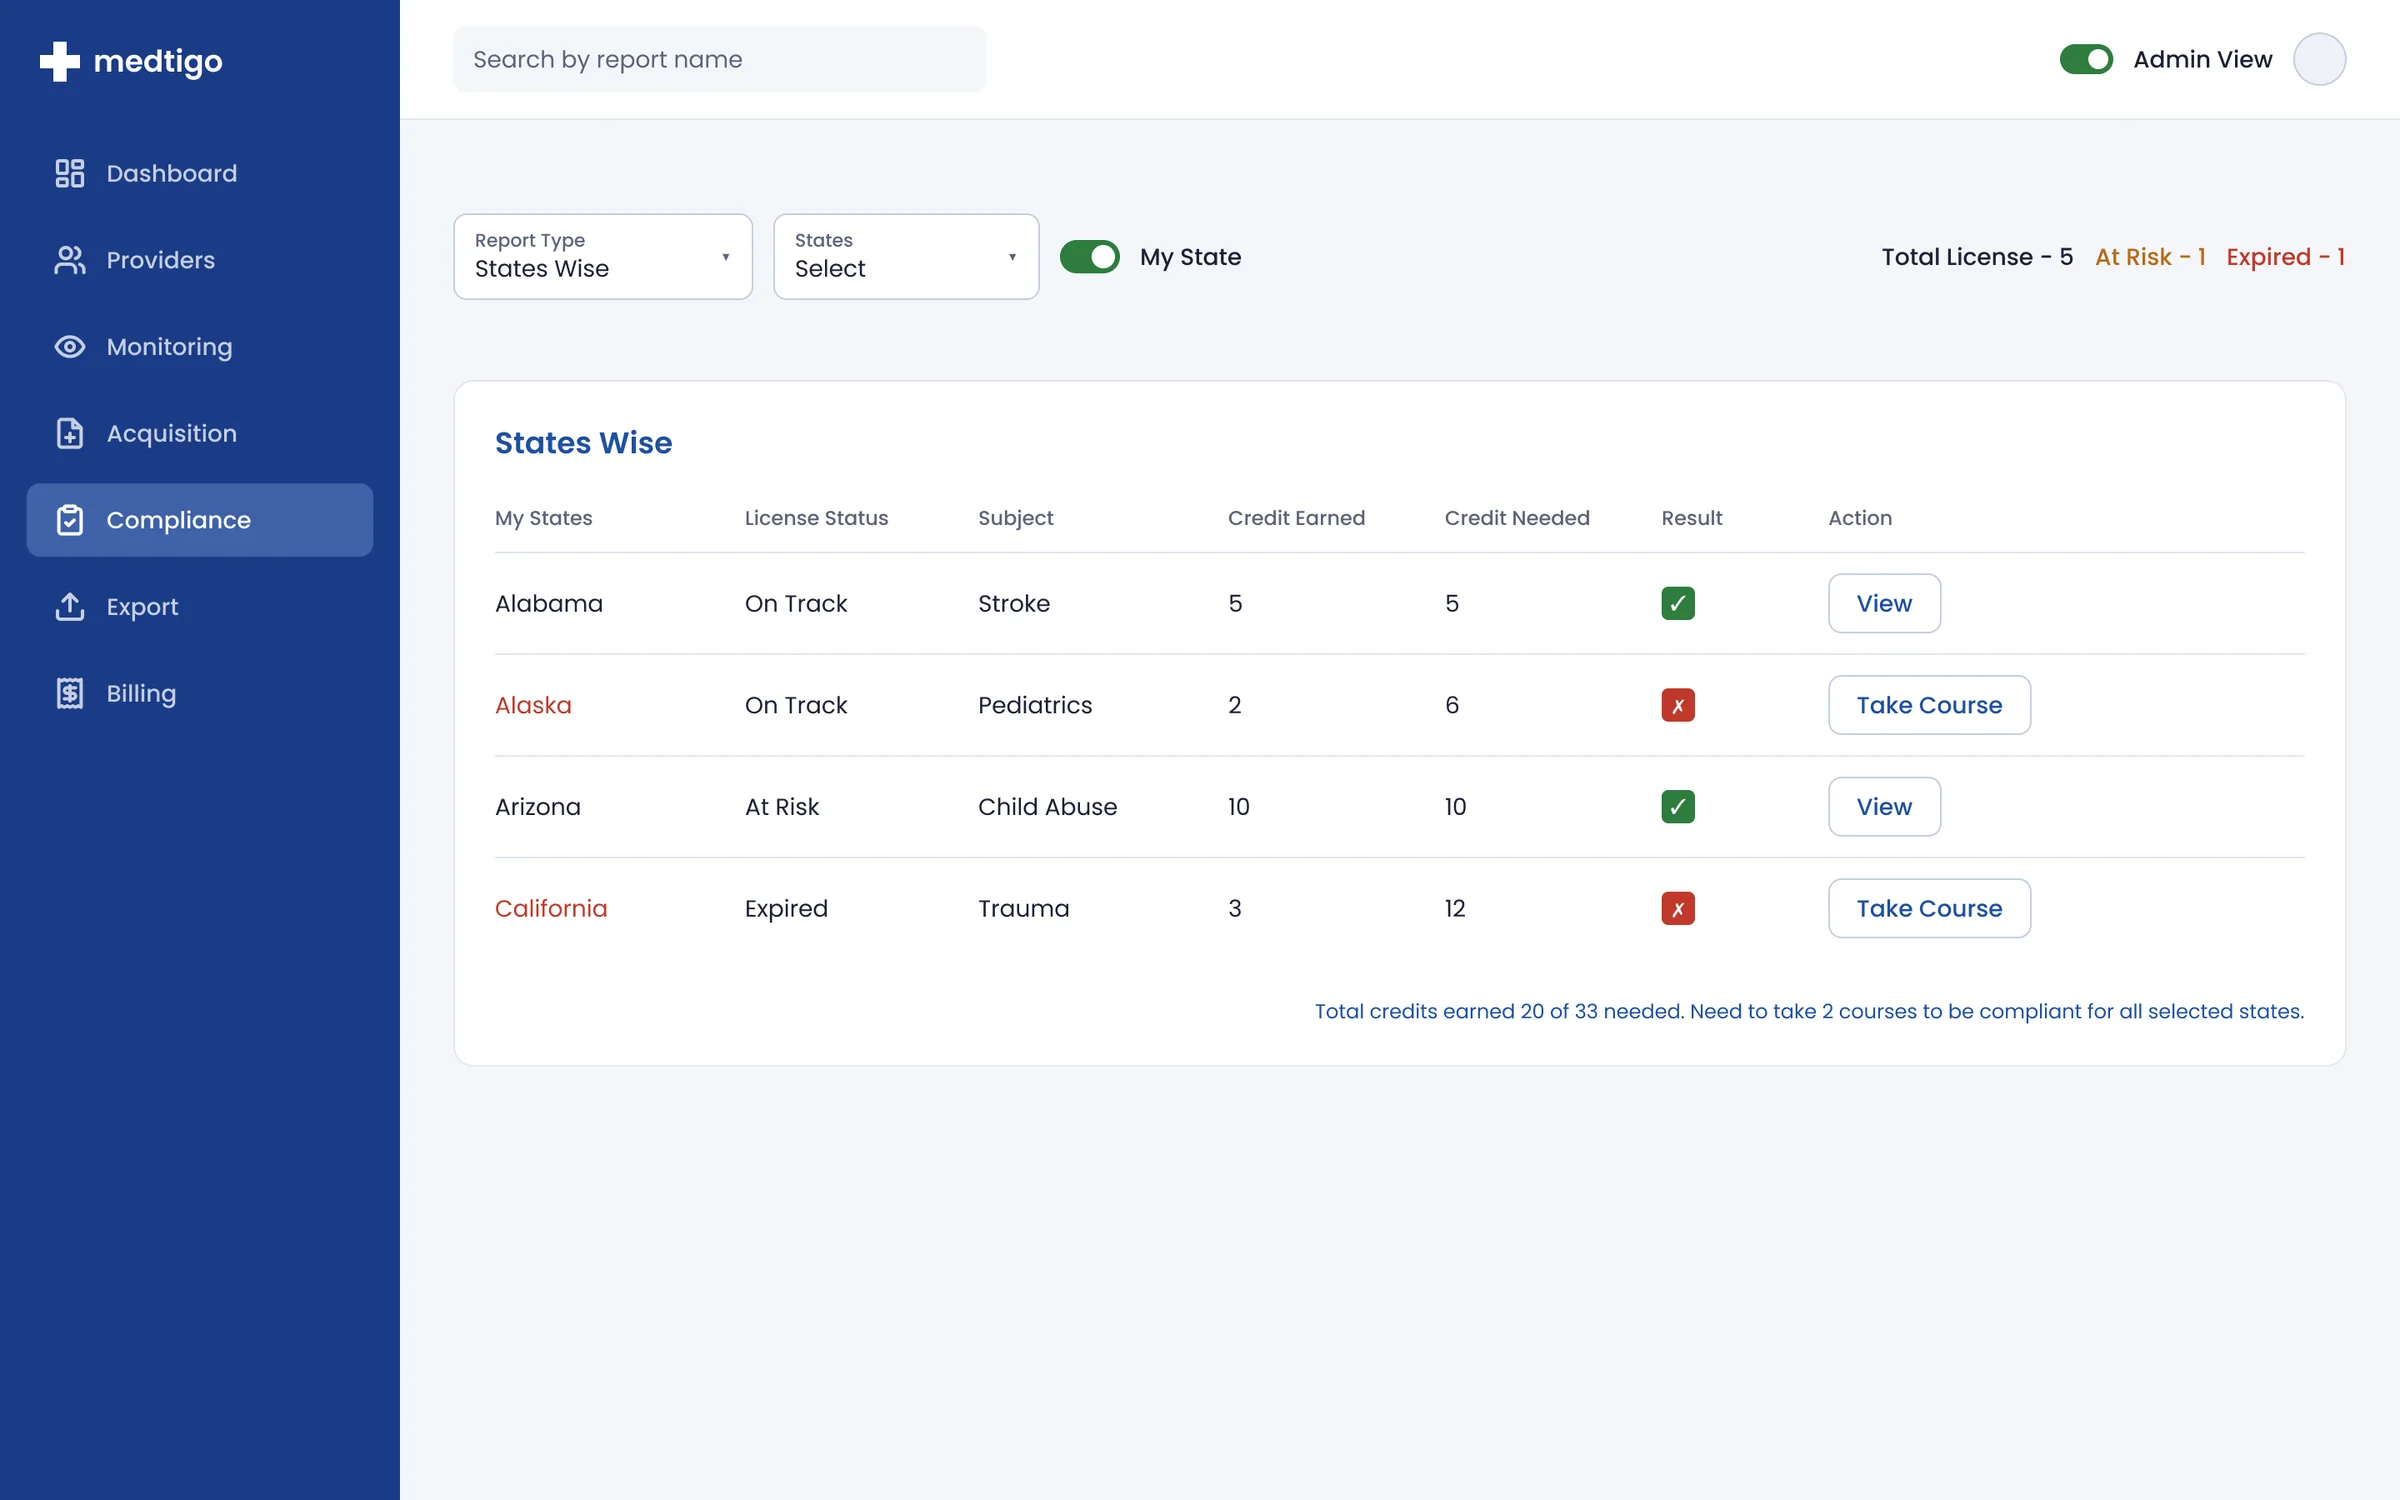 medtigo
Search by report name
Admin View
Dashboard
Providers
Monitoring
Acquisition
Compliance
Export
Billing
Report Type
States Wise
States
Select
My State
Total License - 5 At Risk - 1 Expired - 1
States Wise
My States License Status Subject Credit Earned Credit Needed Result Action
Alabama On Track Stroke 5 5 ✓ View
Alaska On Track Pediatrics 2 6 ✗ Take Course
Arizona At Risk Child Abuse 10 10 ✓ View
California Expired Trauma 3 12 ✗ Take Course
Total credits earned 20 of 33 needed. Need to take 2 courses to be compliant for all selected states.